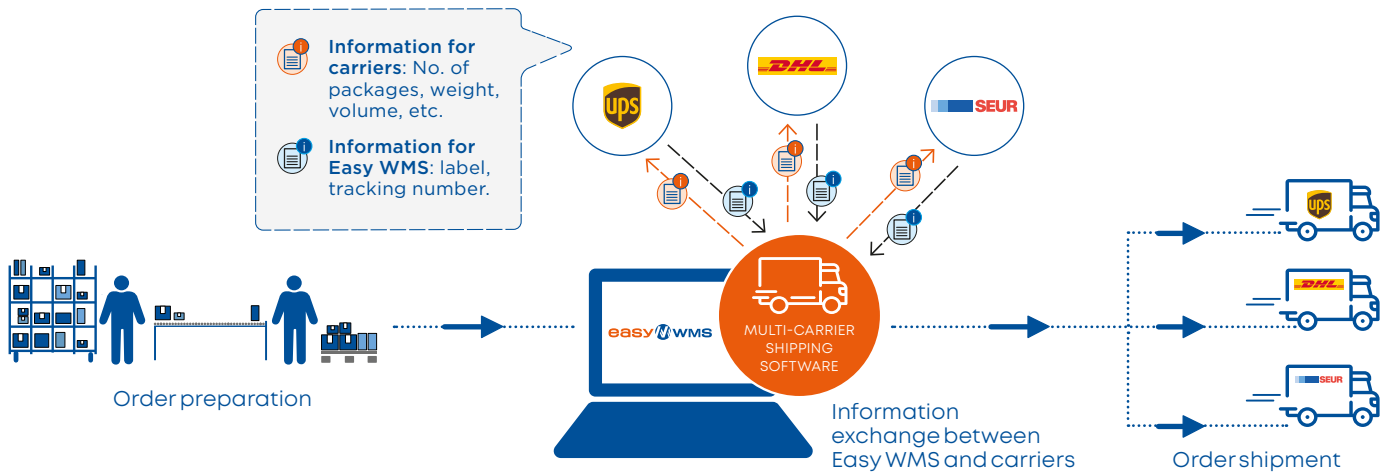 Information for
carriers: No. of
packages, weight,
volume, etc.
Information for
Easy WMS: label,
tracking number.
ups
DHL
SEUR
i
i
i
i
i
i
i
i
easy WMS
MULTI-CARRIER
SHIPPING
SOFTWARE
Order preparation
Information
exchange between
Easy WMS and carriers
ups
DHL
SEUR
Order shipment